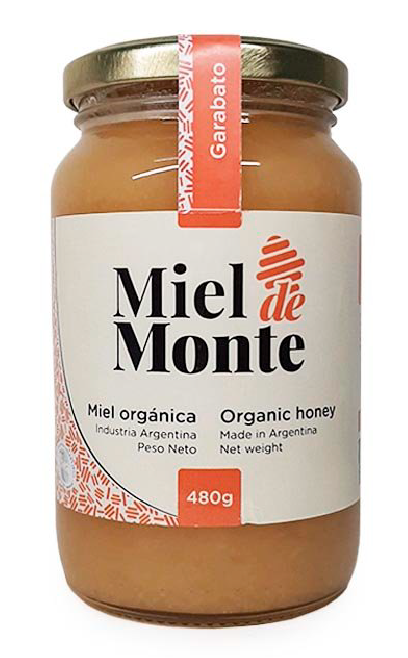 Garabato
Miel de
Monte
Miel orgánica
Industria Argentina
Peso Neto
Organic honey
Made in Argentina
Net weight
480g